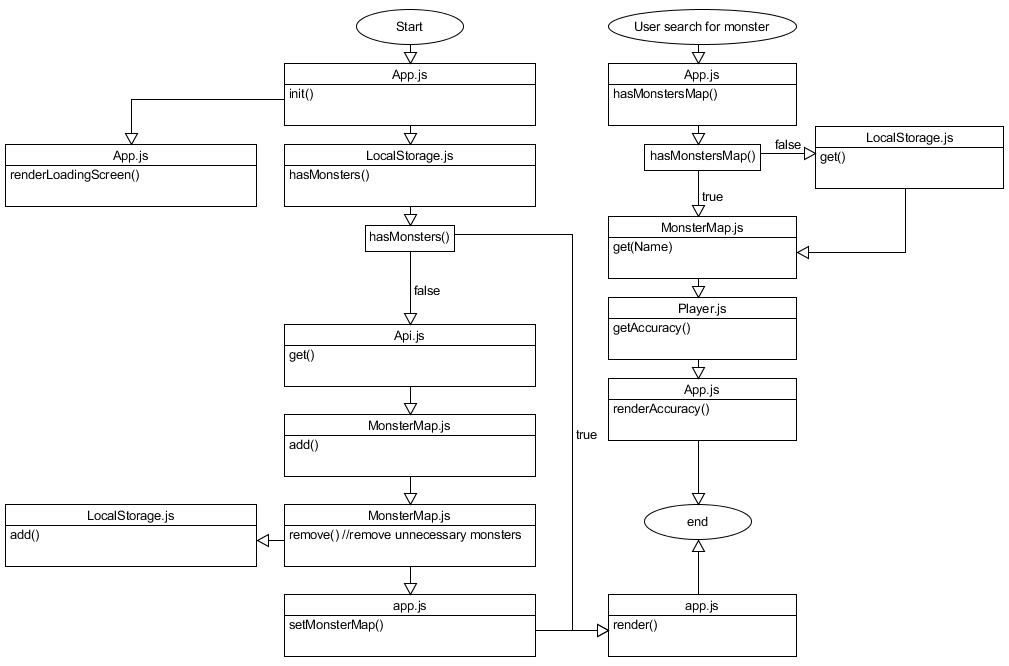 Start
App.js
init()
App.js
renderLoadingScreen()
LocalStorage.js
hasMonsters()
hasMonsters()
false
true
Api.js
get()
MonsterMap.js
add()
MonsterMap.js
remove() //remove unnecessary monsters
LocalStorage.js
add()
app.js
setMonsterMap()
User search for monster
App.js
hasMonstersMap()
hasMonstersMap()
false
LocalStorage.js
get()
true
MonsterMap.js
get(Name)
Player.js
getAccuracy()
App.js
renderAccuracy()
end
app.js
render()